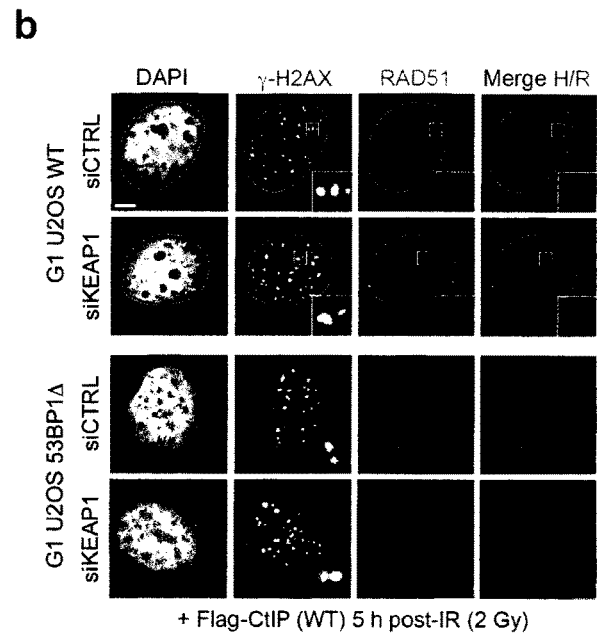 b
DAPI γ-H2AX RAD51 Merge H/R
G1 U2OS WT
siCTRL
siKEAP1
G1 U2OS 53BP1Δ
siCTRL
siKEAP1
+ Flag-CtIP (WT) 5 h post-IR (2 Gy)